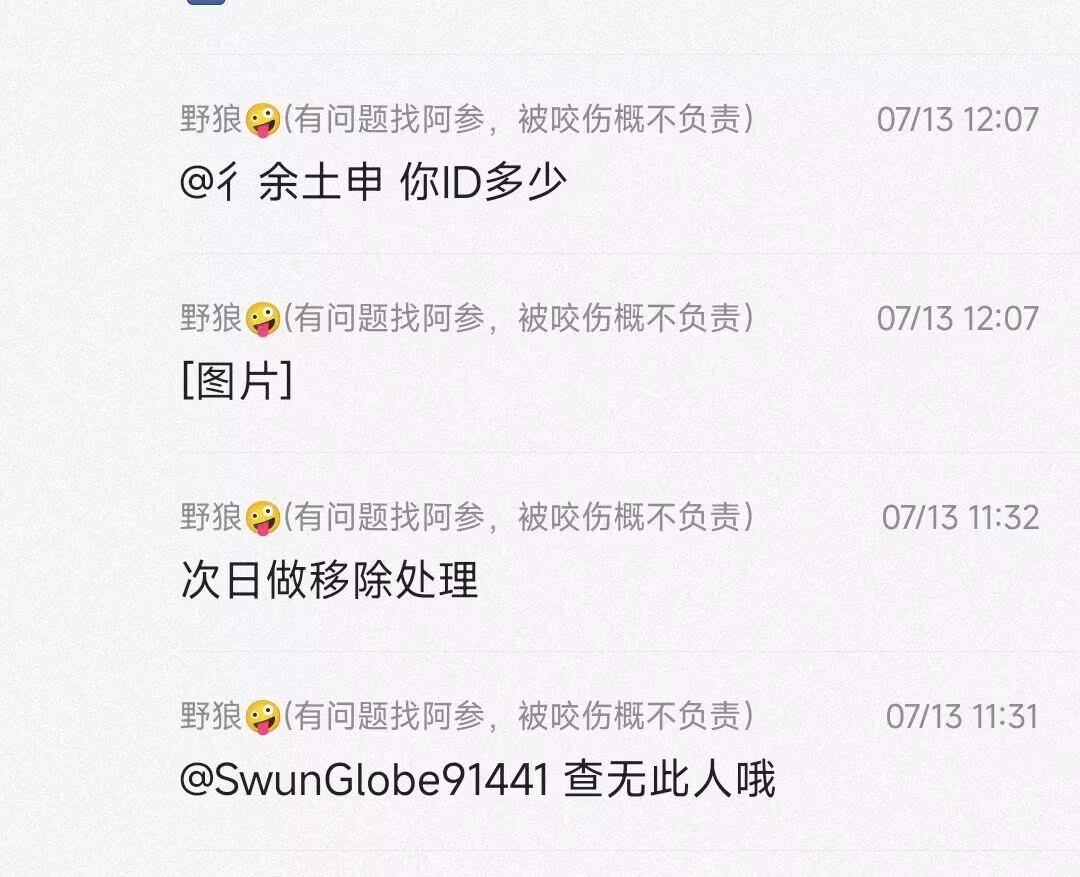 野狼🤪(有问题找阿参，被咬伤概不负责) 07/13 12:07
@彳余土申 你ID多少
野狼🤪(有问题找阿参，被咬伤概不负责) 07/13 12:07
[图片]
野狼🤪(有问题找阿参，被咬伤概不负责) 07/13 11:32
次日做移除处理
野狼🤪(有问题找阿参，被咬伤概不负责) 07/13 11:31
@SwunGlobe91441 查无此人哦